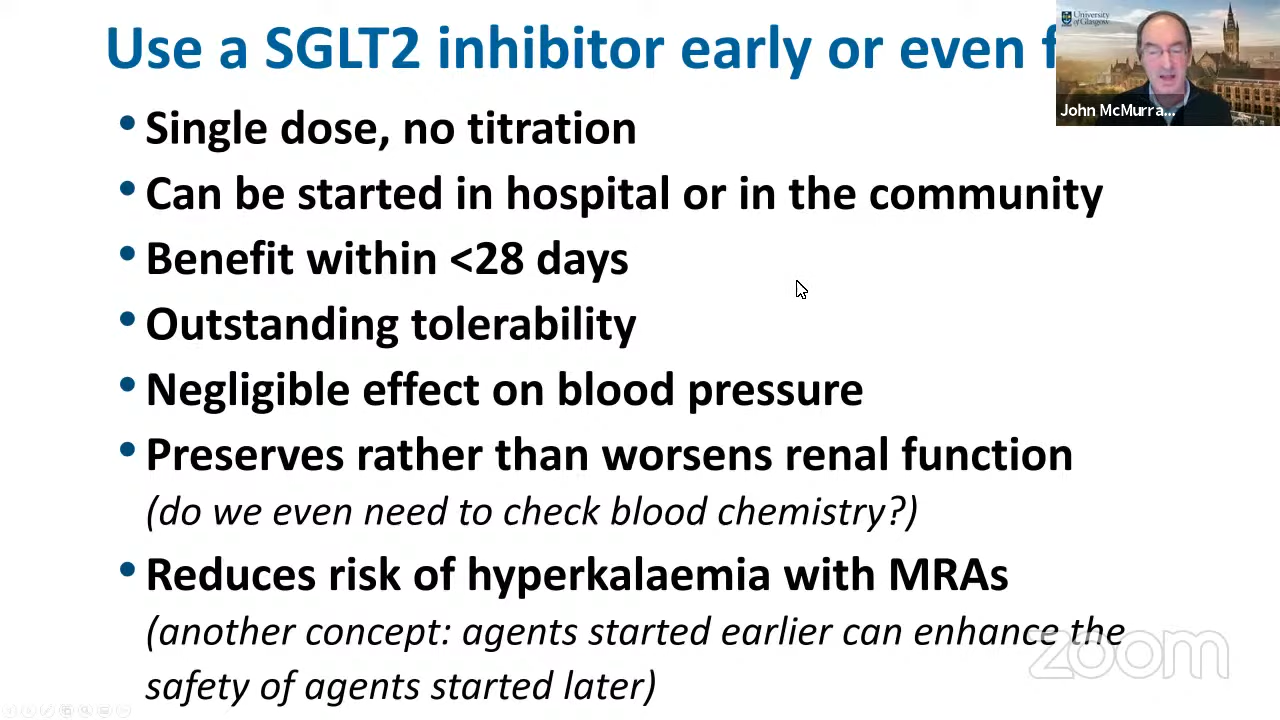 Use a SGLT2 inhibitor early or even f
University
of Glasgow
John McMurra...
• Single dose, no titration
• Can be started in hospital or in the community
• Benefit within <28 days
• Outstanding tolerability
• Negligible effect on blood pressure
• Preserves rather than worsens renal function
(do we even need to check blood chemistry?)
• Reduces risk of hyperkalaemia with MRAs
(another concept: agents started earlier can enhance the
safety of agents started later)
zoom